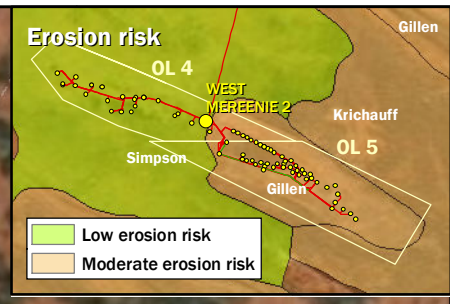 Gillen
Erosion risk
OL 4
WEST
MEREENIE 2
Krichauff
OL 5
Simpson
Gillen
Low erosion risk
Moderate erosion risk